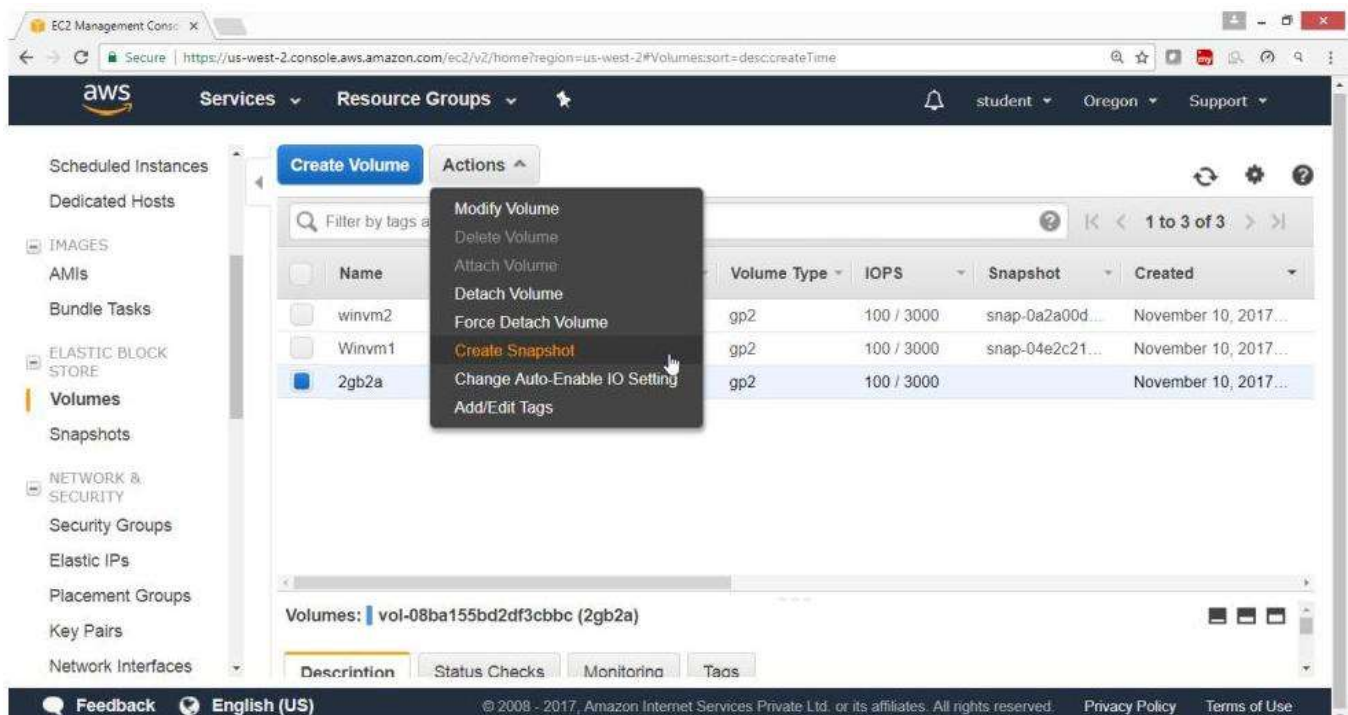 EC2 Management Cons
Secure https://us-west-2.console.aws.amazon.com/ec2/v2/home?region=us-west-2#Volumes:sort=desc:createTime
aws Services Resource Groups student Oregon Support
Scheduled Instances
Dedicated Hosts
IMAGES
AMIs
Bundle Tasks
ELASTIC BLOCK
STORE
Volumes
Snapshots
NETWORK &
SECURITY
Security Groups
Elastic IPs
Placement Groups
Key Pairs
Network Interfaces
Create Volume Actions
Filter by tags a 1 to 3 of 3
Modify Volume
Delete Volume
Attach Volume
Detach Volume
Force Detach Volume
Create Snapshot
Change Auto-Enable IO Setting
Add/Edit Tags
Name Volume Type IOPS Snapshot Created
winvm2 gp2 100 / 3000 snap-0a2a00d... November 10, 2017...
Winvm1 gp2 100 / 3000 snap-04e2c21... November 10, 2017...
2gb2a gp2 100 / 3000 November 10, 2017...
Volumes: vol-08ba155bd2df3cbbc (2gb2a)
Description Status Checks Monitoring Tags
Feedback English (US) © 2008 - 2017, Amazon Internet Services Private Ltd. or its affiliates. All rights reserved. Privacy Policy Terms of Use